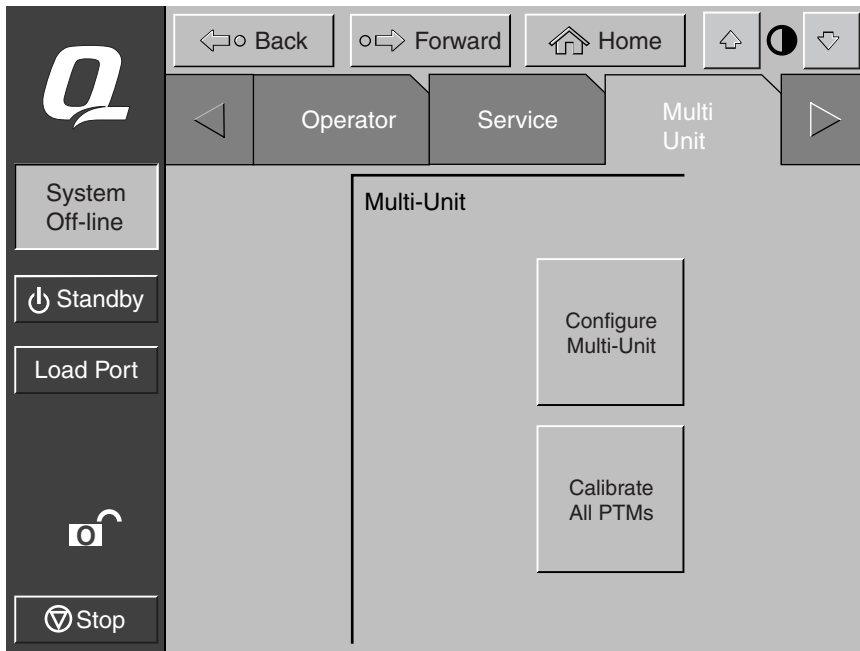 Back
Forward
Home
Operator
Service
Multi
Unit
System
Off-line
Standby
Load Port
O
Stop
Multi-Unit
Configure
Multi-Unit
Calibrate
All PTMs